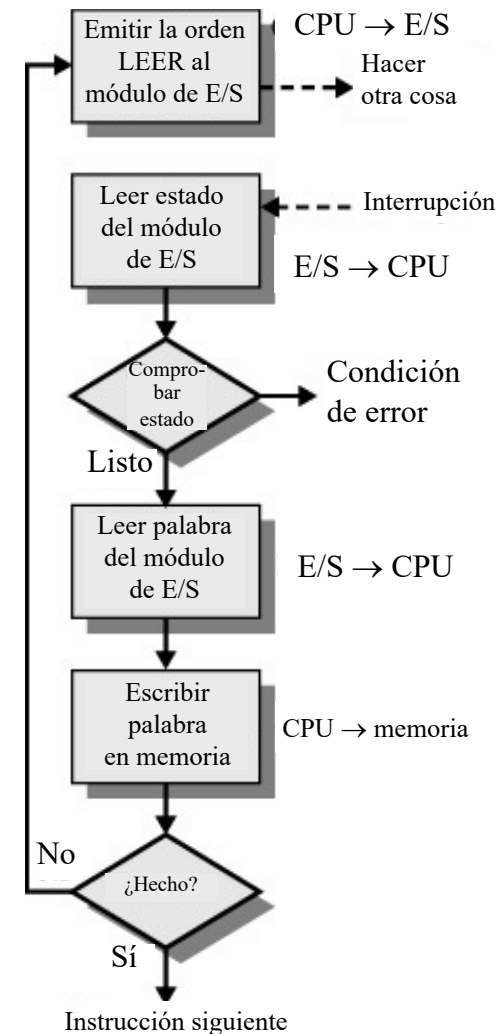 Emitir la orden
LEER al
módulo de E/S
CPU → E/S
Hacer
otra cosa
Leer estado
del módulo
de E/S
Interrupción
E/S → CPU
Compro-
bar
estado
Condición
de error
Listo
Leer palabra
del módulo
de E/S
E/S → CPU
Escribir
palabra
en memoria
CPU → memoria
No
¿Hecho?
Sí
Instrucción siguiente